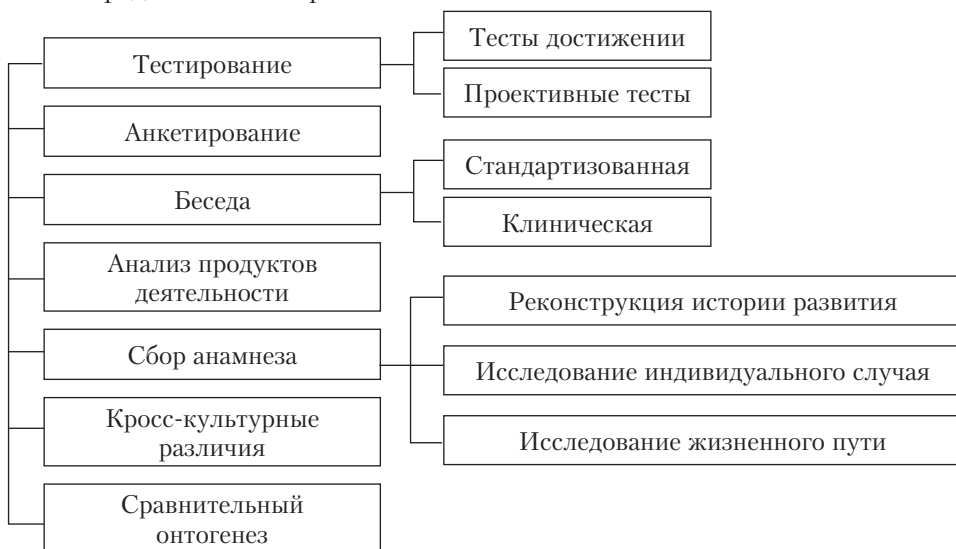 Тестирование
Тесты достижении
Проективные тесты
Анкетирование
Беседа
Стандартизованная
Клиническая
Анализ продуктов
деятельности
Сбор анамнеза
Реконструкция истории развития
Исследование индивидуального случая
Исследование жизненного пути
Кросс-культурные
различия
Сравнительный
онтогенез